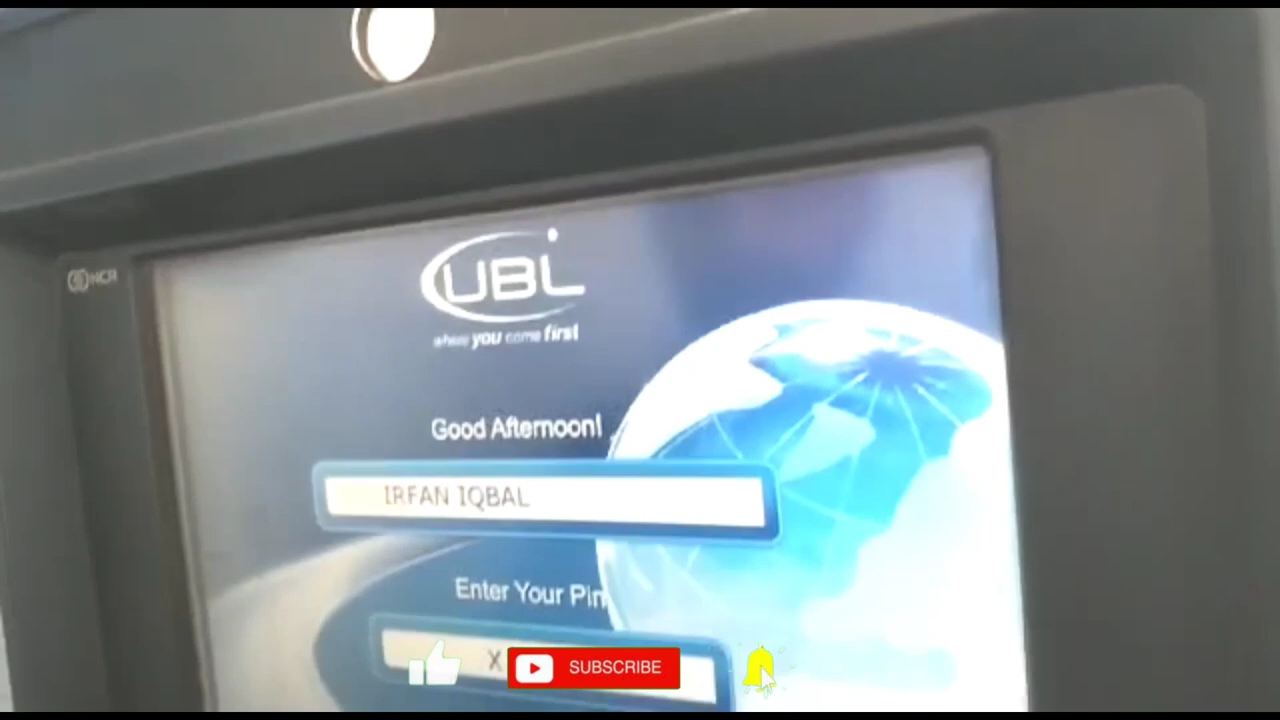 NCR
UBL
where you come first
Good Afternoon!
IRFAN IQBAL
Enter Your Pin
X
SUBSCRIBE